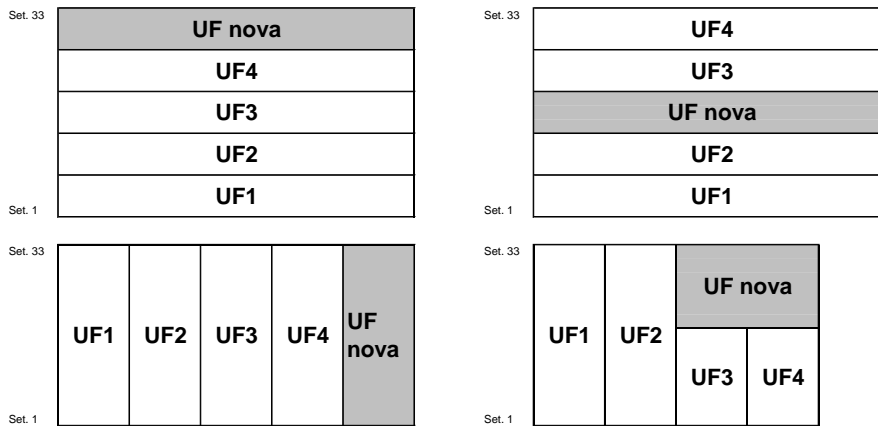 Set. 33
UF nova
UF4
UF3
UF2
UF1
Set. 1
Set. 33
UF4
UF3
UF nova
UF2
UF1
Set. 1
Set. 33
UF1 UF2 UF3 UF4 UF
nova
Set. 1
Set. 33
UF nova
UF1 UF2
UF3 UF4
Set. 1